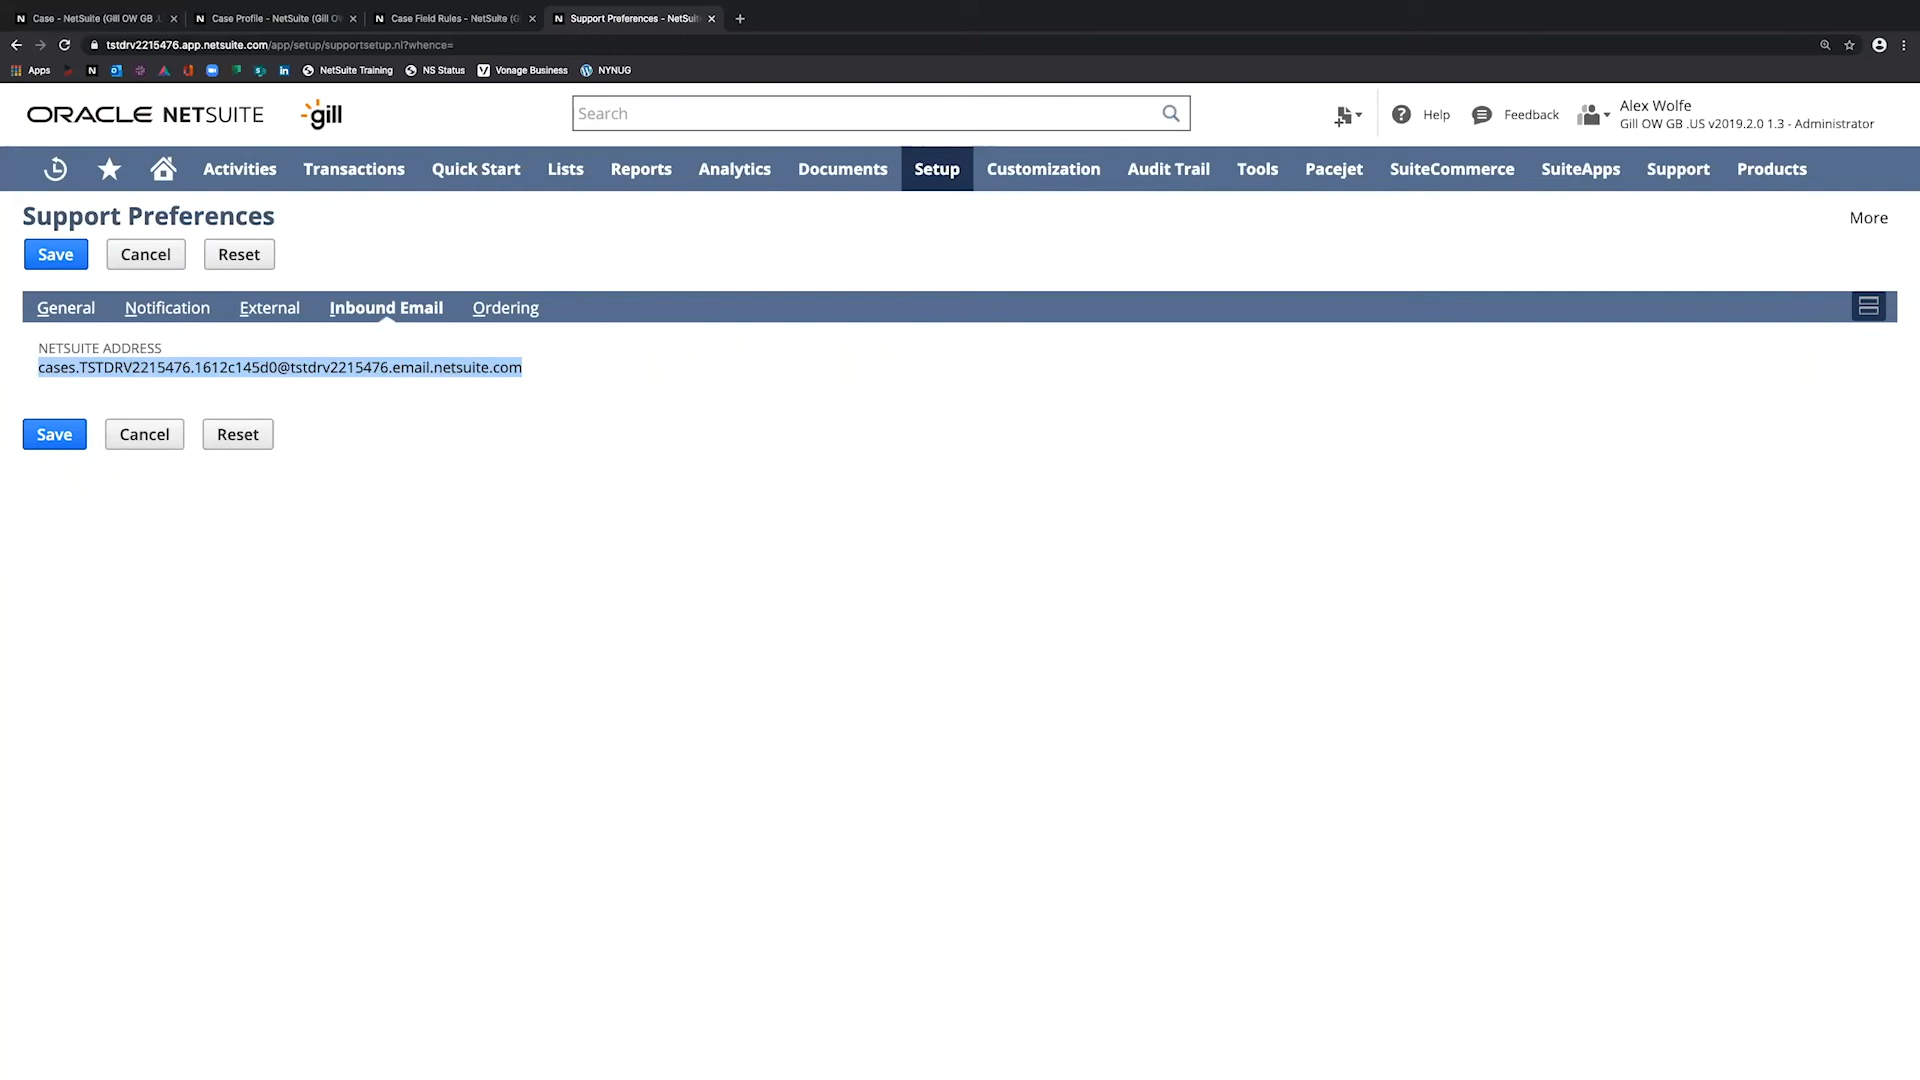 Case - NetSuite (Gill OW GB .U
Case Profile - NetSuite (Gill OV
Case Field Rules - NetSuite (G
Support Preferences - NetSuit
tstdrv2215476.app.netsuite.com/app/setup/supportsetup.nl?whence=
Apps
NetSuite Training
NS Status
Vonage Business
NYNUG
ORACLE NETSUITE
gill
Search
Help
Feedback
Alex Wolfe
Gill OW GB .US v2019.2.0 1.3 - Administrator
Activities
Transactions
Quick Start
Lists
Reports
Analytics
Documents
Setup
Customization
Audit Trail
Tools
Pacejet
SuiteCommerce
SuiteApps
Support
Products
Support Preferences
More
Save
Cancel
Reset
General
Notification
External
Inbound Email
Ordering
NETSUITE ADDRESS
cases.TSTDRV2215476.1612c145d0@tstdrv2215476.email.netsuite.com
Save
Cancel
Reset